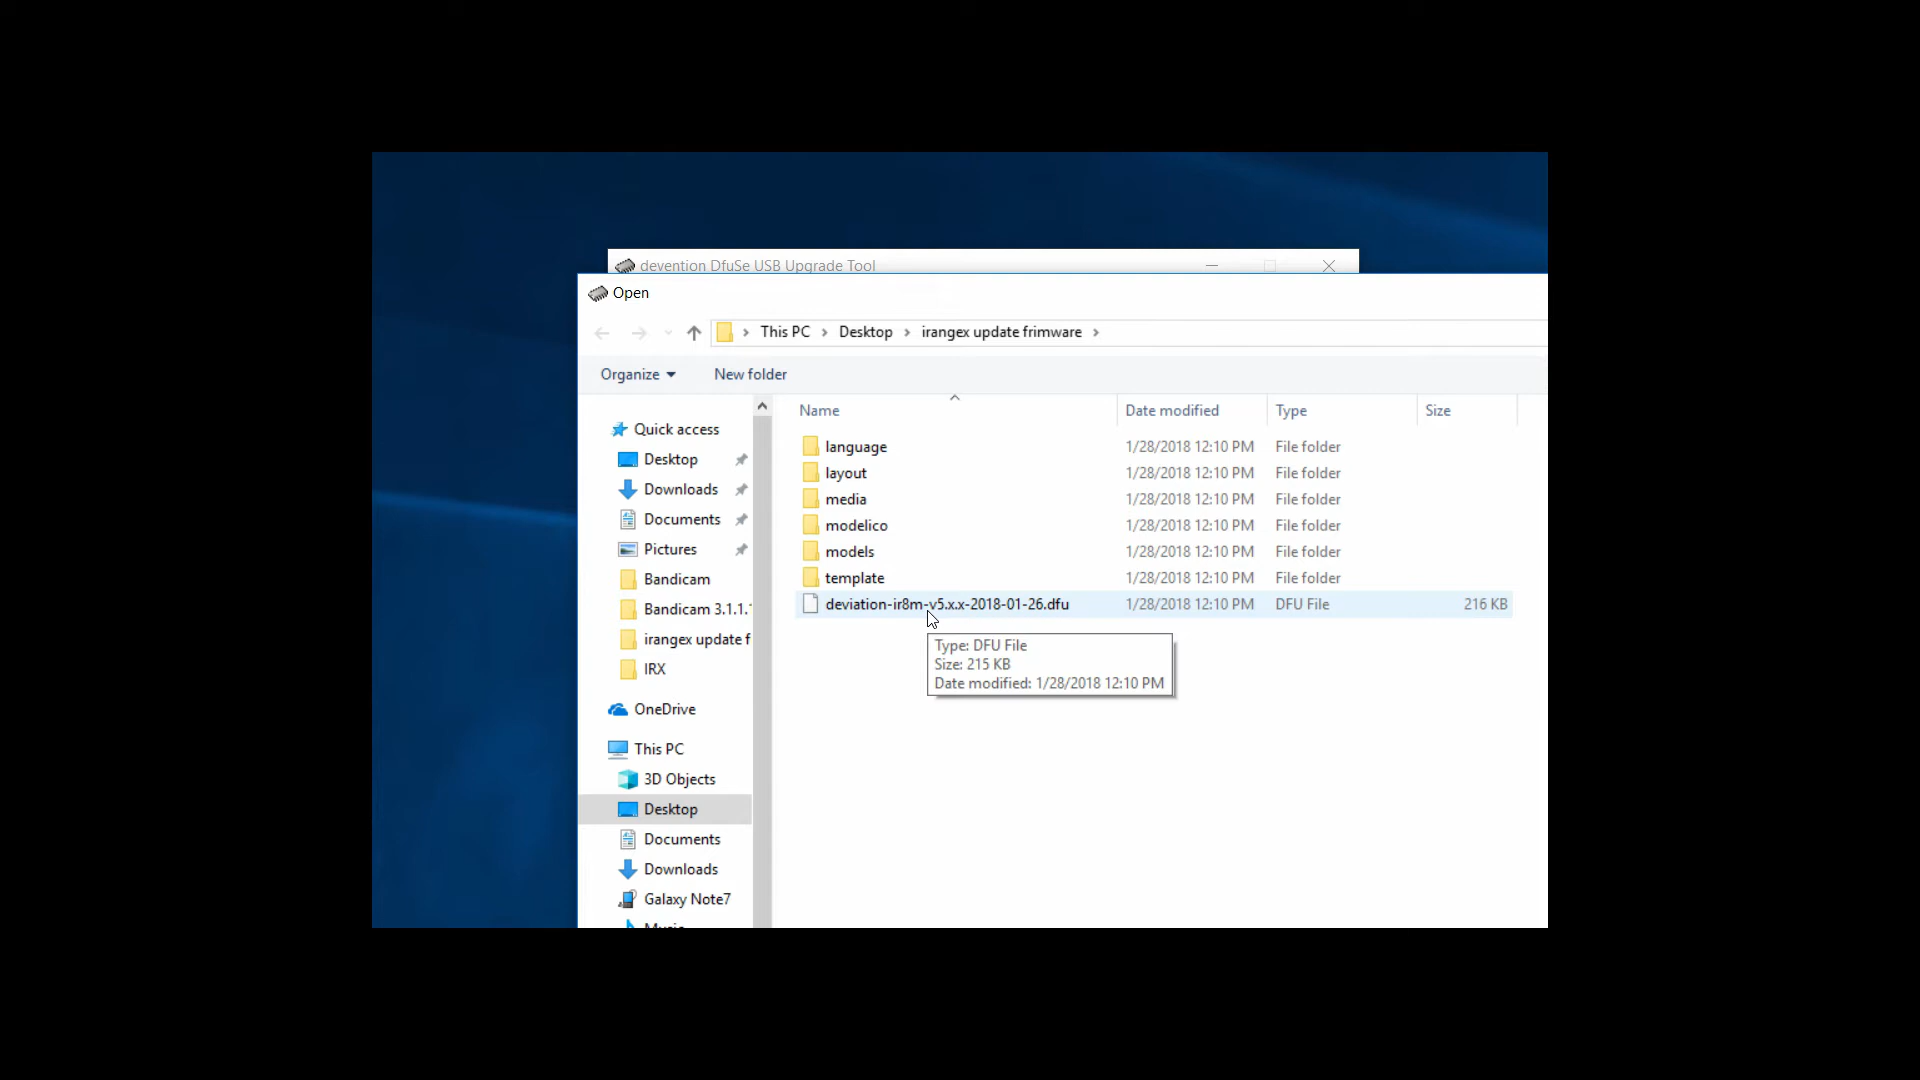 devention DfuSe USB Upgrade Tool
Open
This PC > Desktop > irangex update frimware >
Organize
New folder
Name
Date modified
Type
Size
Quick access
Desktop
Downloads
Documents
Pictures
Bandicam
Bandicam 3.1.1.
irangex update f
IRX
OneDrive
This PC
3D Objects
Desktop
Documents
Downloads
Galaxy Note7
language 1/28/2018 12:10 PM File folder
layout 1/28/2018 12:10 PM File folder
media 1/28/2018 12:10 PM File folder
modelico 1/28/2018 12:10 PM File folder
models 1/28/2018 12:10 PM File folder
template 1/28/2018 12:10 PM File folder
deviation-ir8m-v5.x.x-2018-01-26.dfu 1/28/2018 12:10 PM DFU File 216 KB
Type: DFU File
Size: 215 KB
Date modified: 1/28/2018 12:10 PM